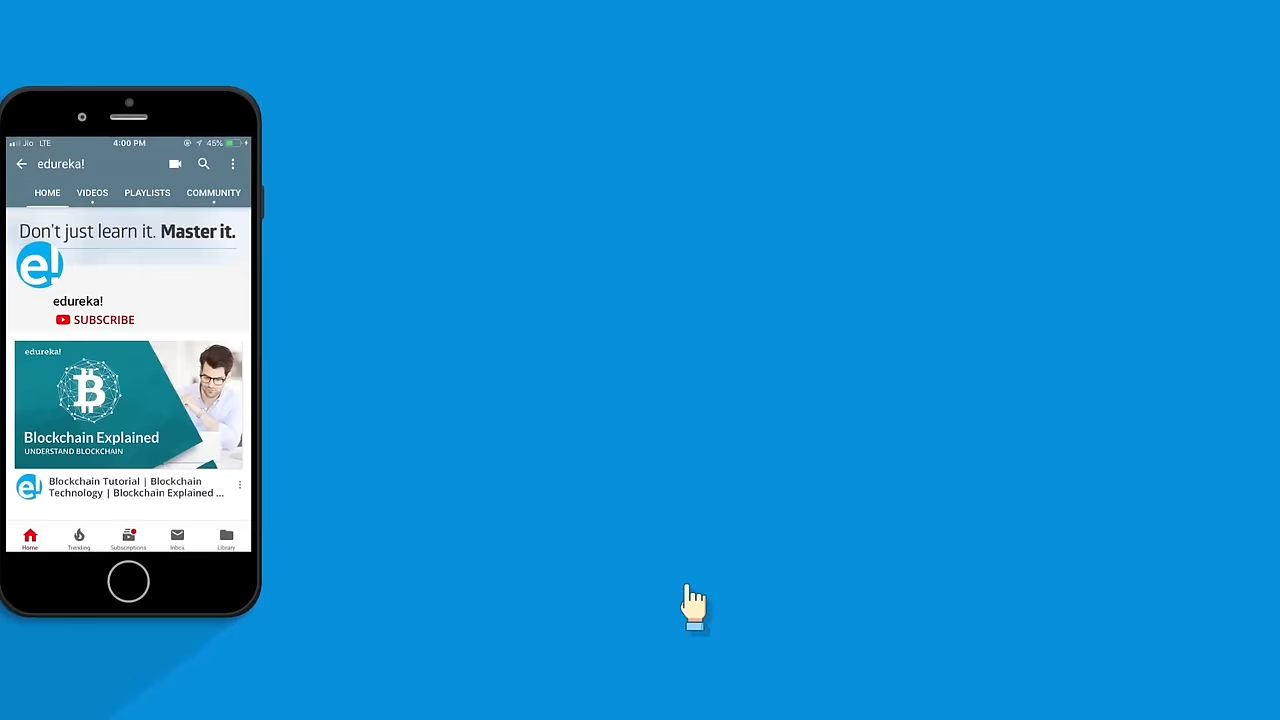 Jio LTE 4:00 PM 45%
edureka!
HOME VIDEOS PLAYLISTS COMMUNITY
Don't just learn it. Master it.
e!
edureka!
SUBSCRIBE
edureka!
Blockchain Explained
UNDERSTAND BLOCKCHAIN
e!
Blockchain Tutorial | Blockchain
Technology | Blockchain Explained ...
Home Trending Subscriptions Inbox Library